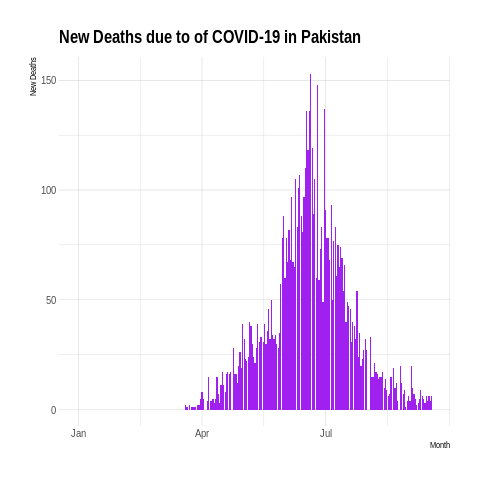 New Deaths due to of COVID-19 in Pakistan
New Deaths
150
100
50
0
Jan Apr Jul
Month